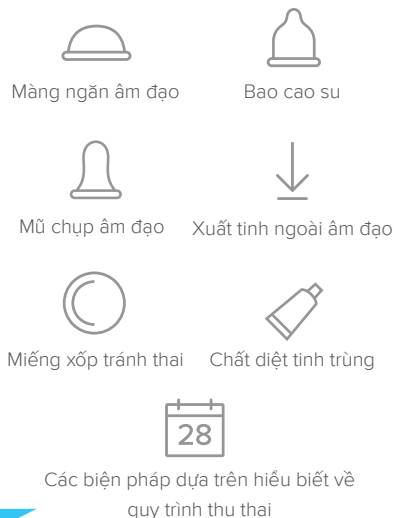 Màng ngăn âm đạo
Bao cao su
Mũ chụp âm đạo
Xuất tinh ngoài âm đạo
Miếng xốp tránh thai
Chất diệt tinh trùng
28
Các biện pháp dựa trên hiểu biết về
quy trình thụ thai